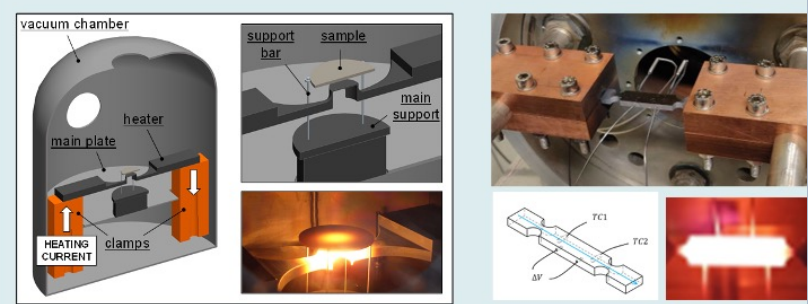 vacuum chamber
support
bar
sample
heater
main
support
main plate
HEATING
CURRENT
clamps
TC1
TC2
ΔV